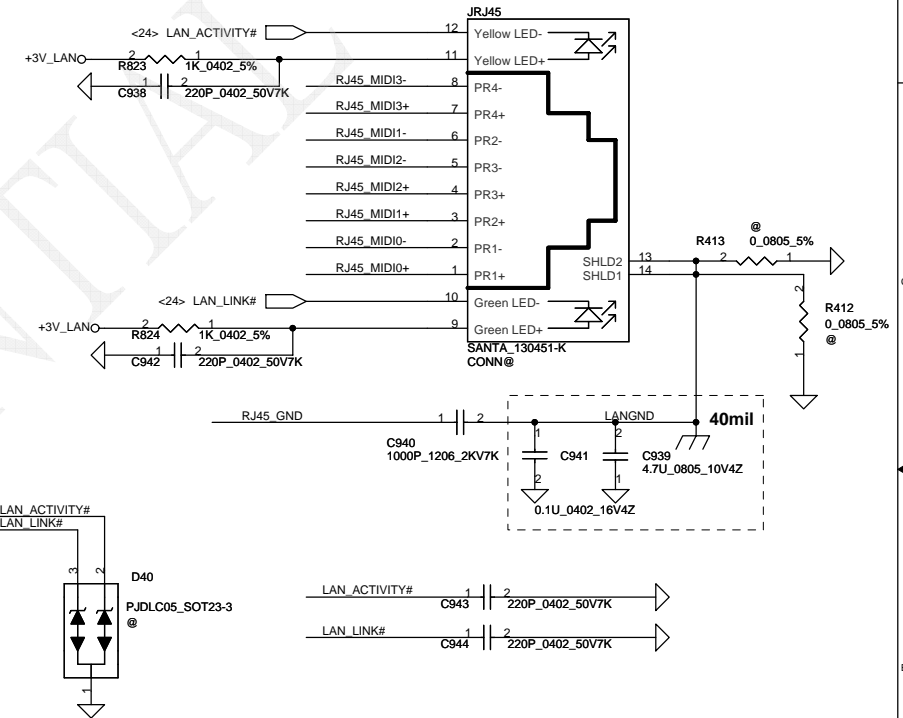 JRJ45
<24> LAN_ACTIVITY#
12 Yellow LED-
+3V_LAN
2 1
R823 1K_0402_5%
11 Yellow LED+
1 2
C938 220P_0402_50V7K
RJ45_MIDI3- 8 PR4-
RJ45_MIDI3+ 7 PR4+
RJ45_MIDI1- 6 PR2-
RJ45_MIDI2- 5 PR3-
RJ45_MIDI2+ 4 PR3+
RJ45_MIDI1+ 3 PR2+
RJ45_MIDI0- 2 PR1-
RJ45_MIDI0+ 1 PR1+
SHLD2 13
SHLD1 14
@
R413 0_0805_5%
2 1
2
R412
0_0805_5%
@
1
<24> LAN_LINK#
10 Green LED-
+3V_LAN
2 1
R824 1K_0402_5%
9 Green LED+
1 2
C942 220P_0402_50V7K
SANTA_130451-K
CONN@
RJ45_GND 1 2
C940
1000P_1206_2KV7K
LANGND 40mil
1
C941
2
0.1U_0402_16V4Z
2
C939
4.7U_0805_10V4Z
1
LAN_ACTIVITY#
LAN_LINK#
3 2
D40
PJDLC05_SOT23-3
@
1
LAN_ACTIVITY# 1 2
C943 220P_0402_50V7K
LAN_LINK# 1 2
C944 220P_0402_50V7K